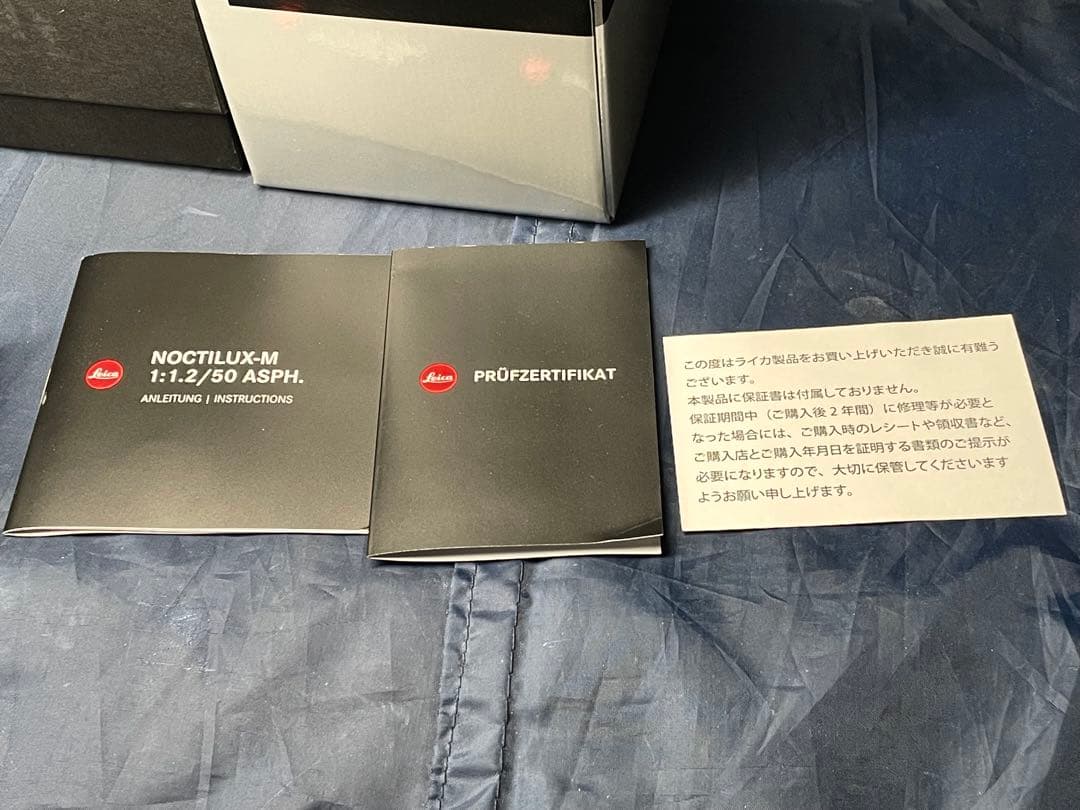 Leica
NOCTILUX-M
1:1.2/50 ASPH.
ANLEITUNG | INSTRUCTIONS
Leica
PRÜFZERTIFIKAT
この度はライカ製品をお買い上げいただき誠に有難う
ございます。
本製品に保証書は付属しておりません。
保証期間中（ご購入後２年間）に修理等が必要と
なった場合には、ご購入時のレシートや領収書など、
ご購入店とご購入年月日を証明する書類のご提示が
必要になりますので、大切に保管してくださいます
ようお願い申し上げます。